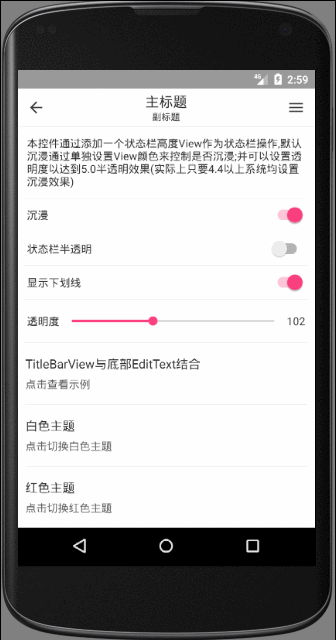 4G 2:59
主标题
副标题
本控件通过添加一个状态栏高度View作为状态栏操作,默认
沉浸通过单独设置View颜色来控制是否沉浸;并可以设置透
明度以达到5.0半透明效果(实际上只要4.4以上系统均设置
沉浸效果)
沉浸
状态栏半透明
显示下划线
透明度 102
TitleBarView与底部EditText结合
点击查看示例
白色主题
点击切换白色主题
红色主题
点击切换红色主题